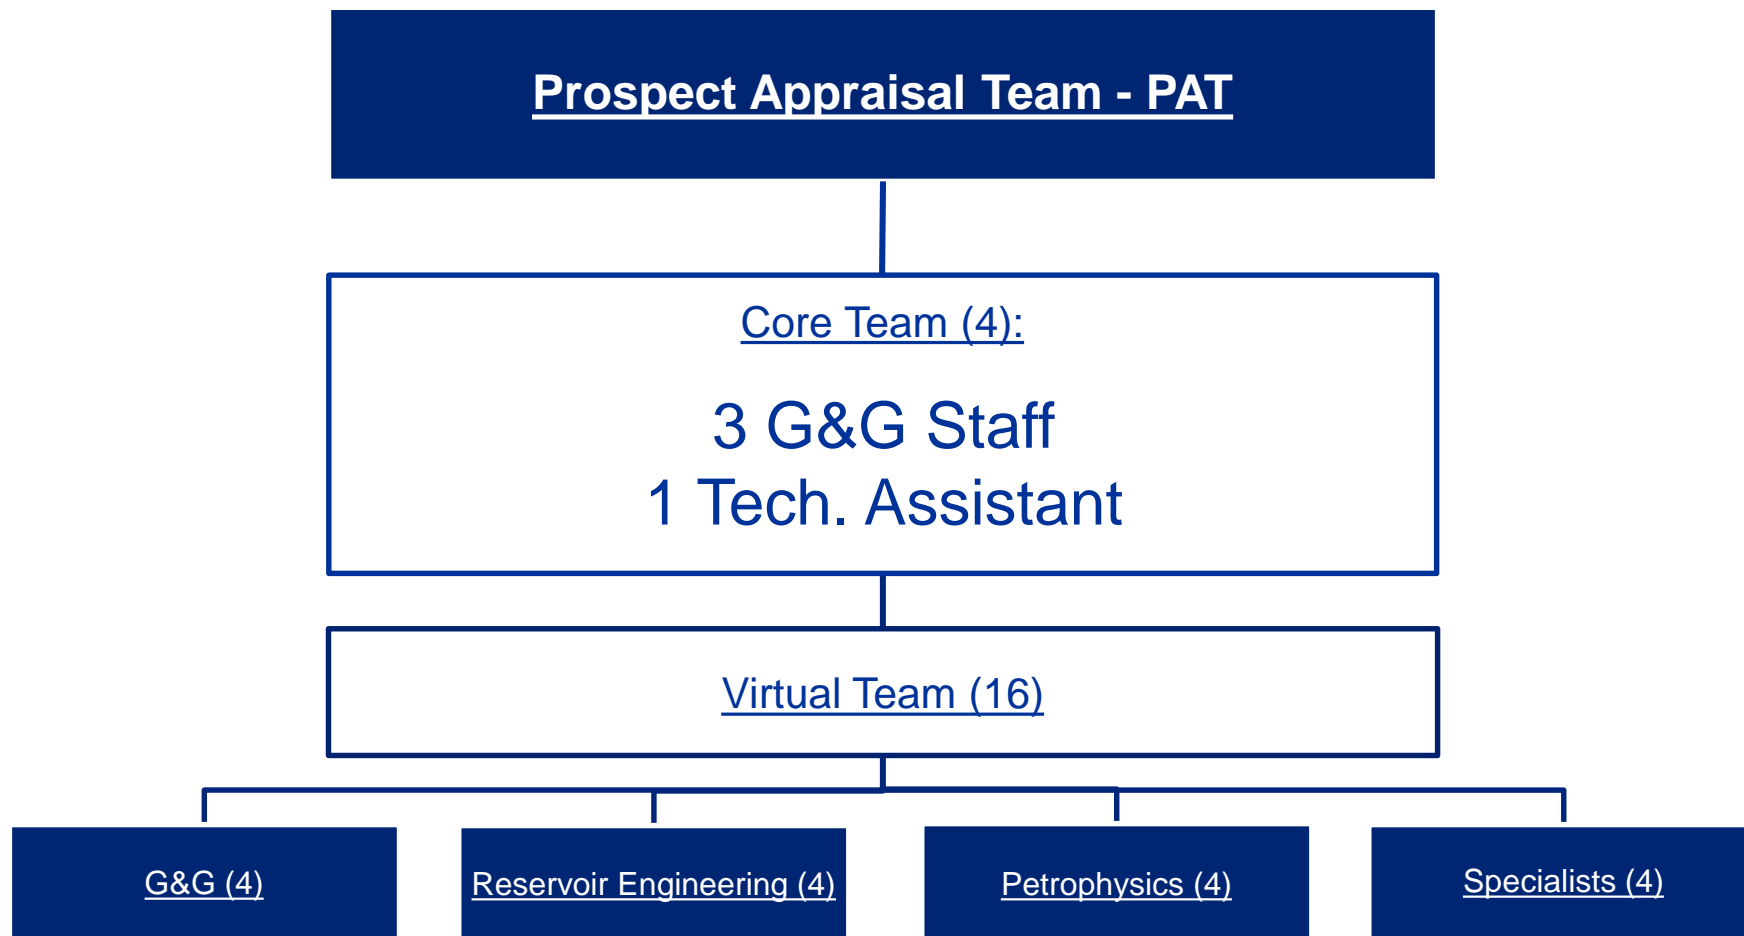 Prospect Appraisal Team - PAT
Core Team (4):
3 G&G Staff
1 Tech. Assistant
Virtual Team (16)
G&G (4)
Reservoir Engineering (4)
Petrophysics (4)
Specialists (4)